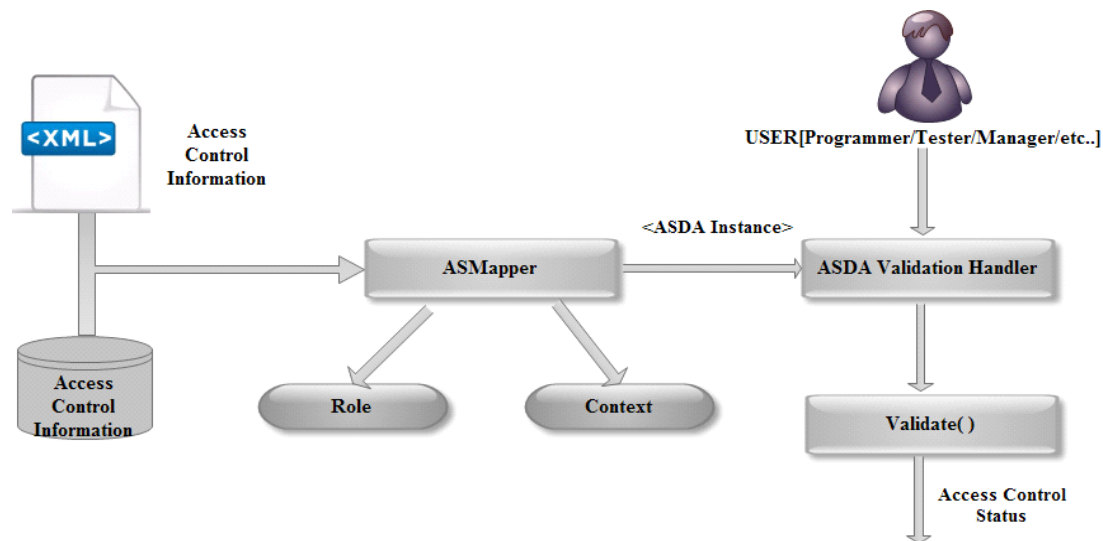 <XML>
Access
Control
Information
USER[Programmer/Tester/Manager/etc..]
<ASDA Instance>
ASMapper
ASDA Validation Handler
Access
Control
Information
Role
Context
Validate( )
Access Control
Status